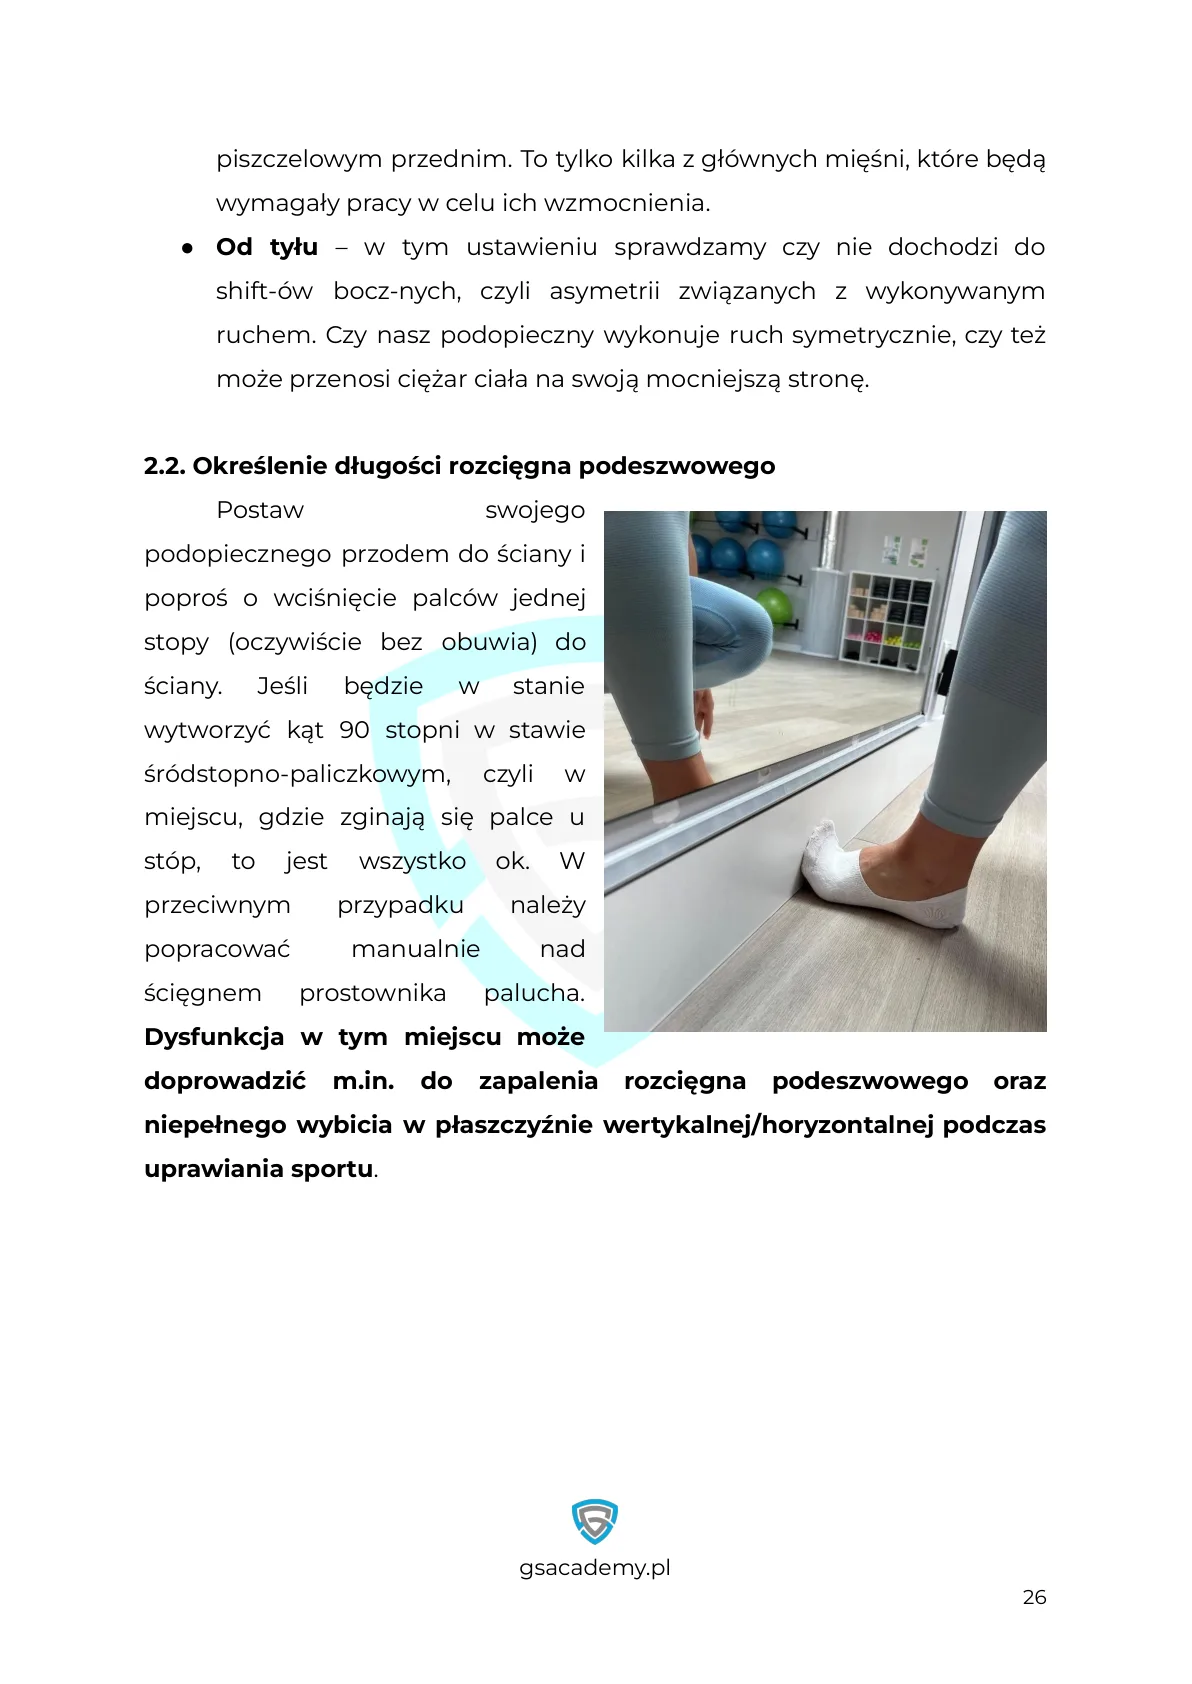 piszczelowym przednim. To tylko kilka z głównych mięśni, które będą
wymagały pracy w celu ich wzmocnienia.
● Od tyłu – w tym ustawieniu sprawdzamy czy nie dochodzi do
shift-ów bocz-nych, czyli asymetrii związanych z wykonywanym
ruchem. Czy nasz podopieczny wykonuje ruch symetrycznie, czy też
może przenosi ciężar ciała na swoją mocniejszą stronę.
2.2. Określenie długości rozcięgna podeszwowego
Postaw swojego
podopiecznego przodem do ściany i
poproś o wciśnięcie palców jednej
stopy (oczywiście bez obuwia) do
ściany. Jeśli będzie w stanie
wytworzyć kąt 90 stopni w stawie
śródstopno-paliczkowym, czyli w
miejscu, gdzie zginają się palce u
stóp, to jest wszystko ok. W
przeciwnym przypadku należy
popracować manualnie nad
ścięgnem prostownika palucha.
Dysfunkcja w tym miejscu może
doprowadzić m.in. do zapalenia rozcięgna podeszwowego oraz
niepełnego wybicia w płaszczyźnie wertykalnej/horyzontalnej podczas
uprawiania sportu.
gsacademy.pl
26